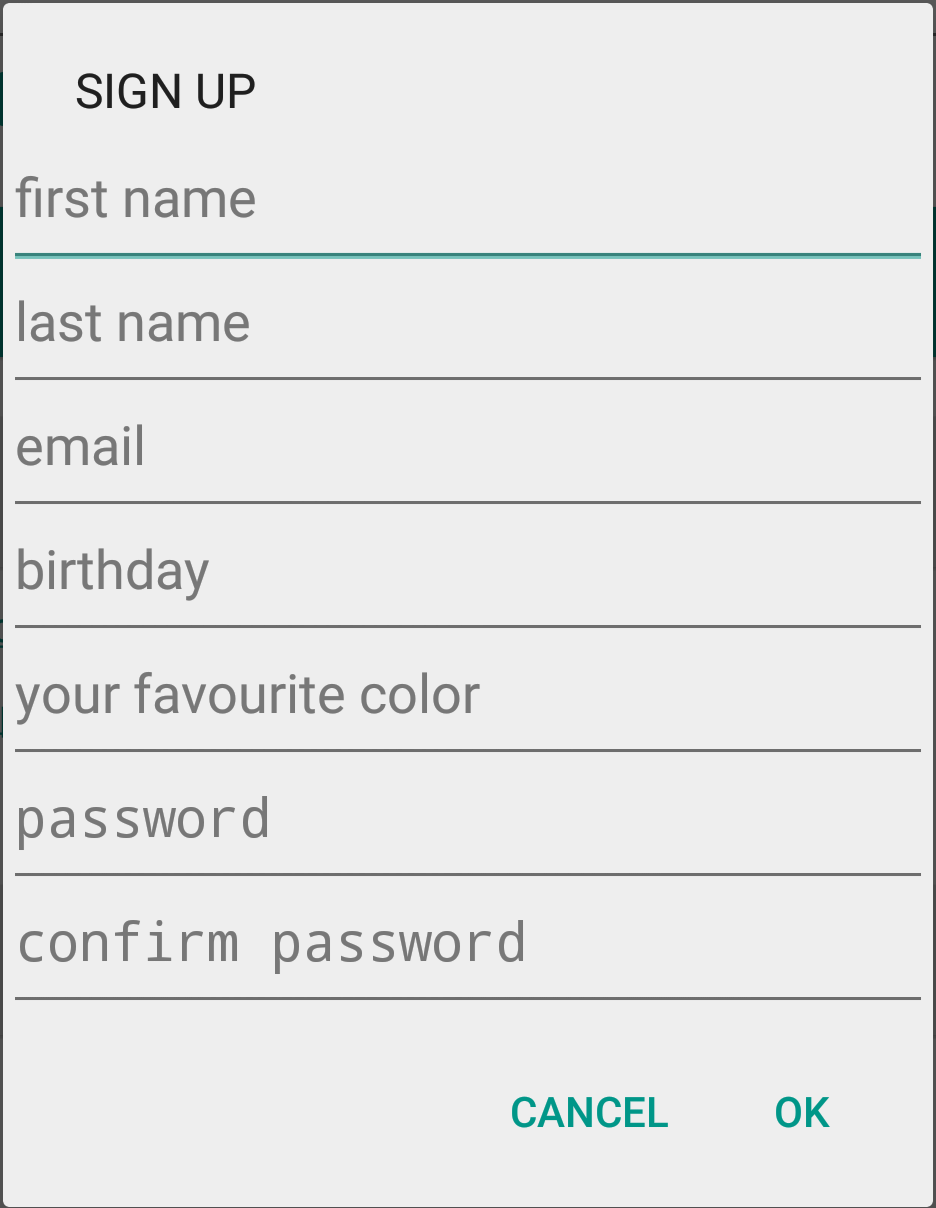 SIGN UP
first name
last name
email
birthday
your favourite color
password
confirm password
CANCEL OK